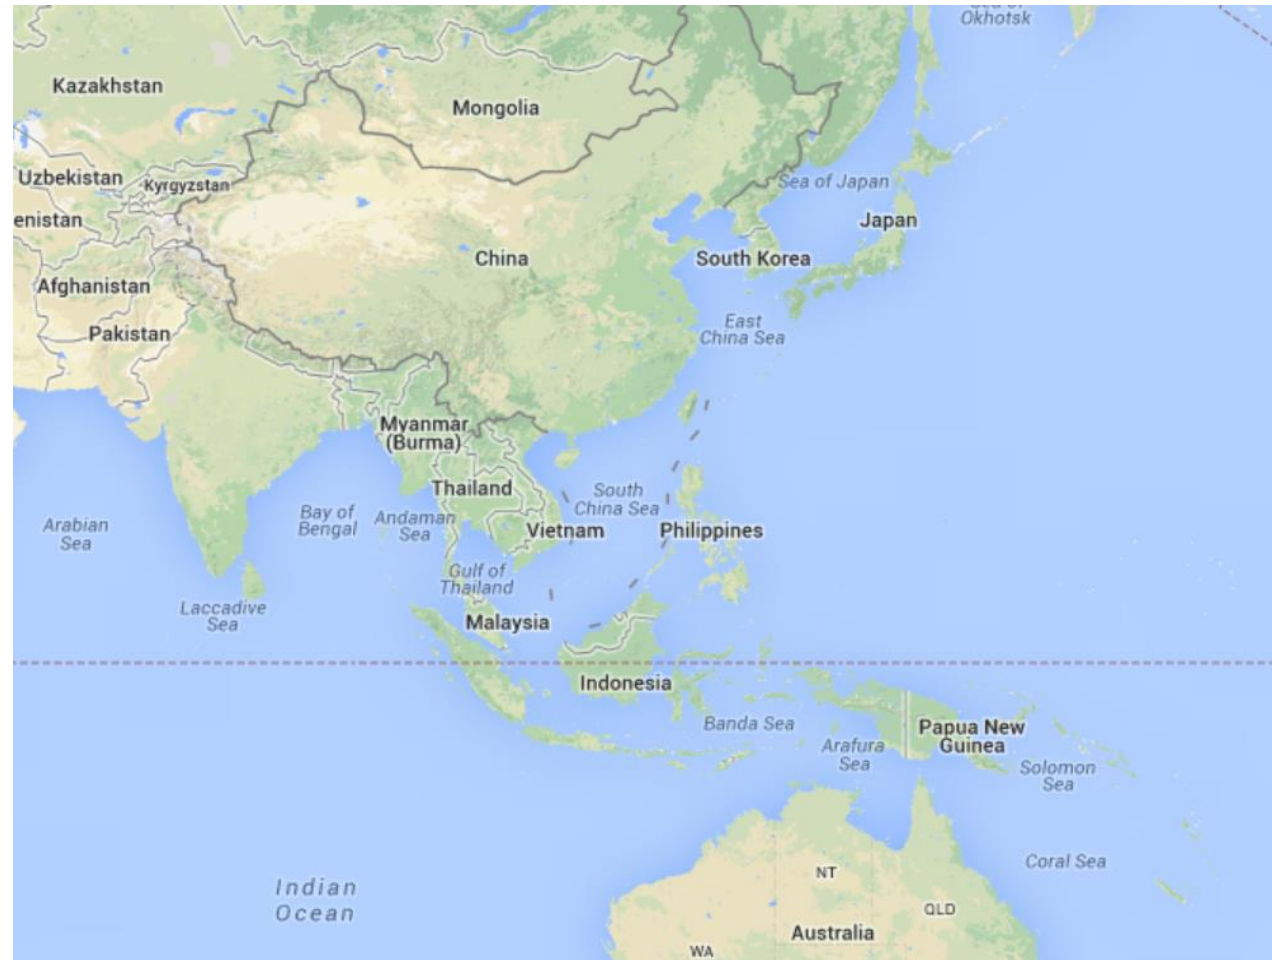 Sea of
Okhotsk
Kazakhstan
Mongolia
Uzbekistan
Kyrgyzstan
Sea of Japan
enistan
Japan
China
South Korea
Afghanistan
Pakistan
East
China Sea
Myanmar
(Burma)
Thailand
South
China Sea
Bay of
Bengal
Andaman
Sea
Arabian
Sea
Vietnam
Philippines
Gulf of
Thailand
Laccadive
Sea
Malaysia
Indonesia
Banda Sea
Papua New
Guinea
Arafura
Sea
Solomon
Sea
Coral Sea
NT
Indian
Ocean
QLD
Australia
WA